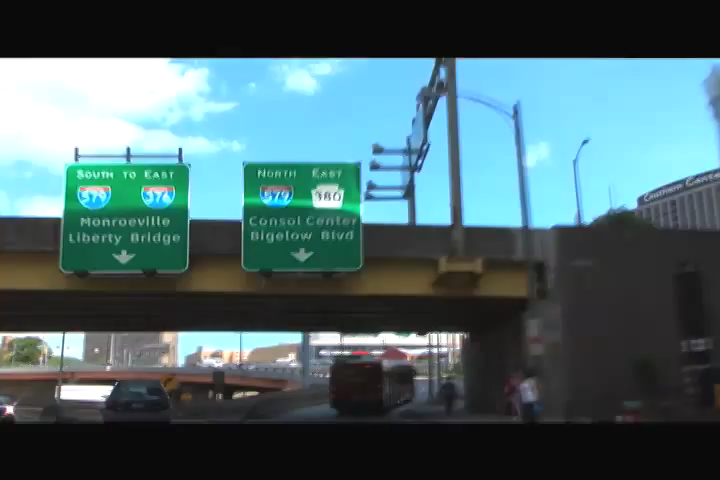 SOUTH TO EAST
579 376
Monroeville
Liberty Bridge
NORTH EAST
579 380
Consol Center
Bigelow Blvd